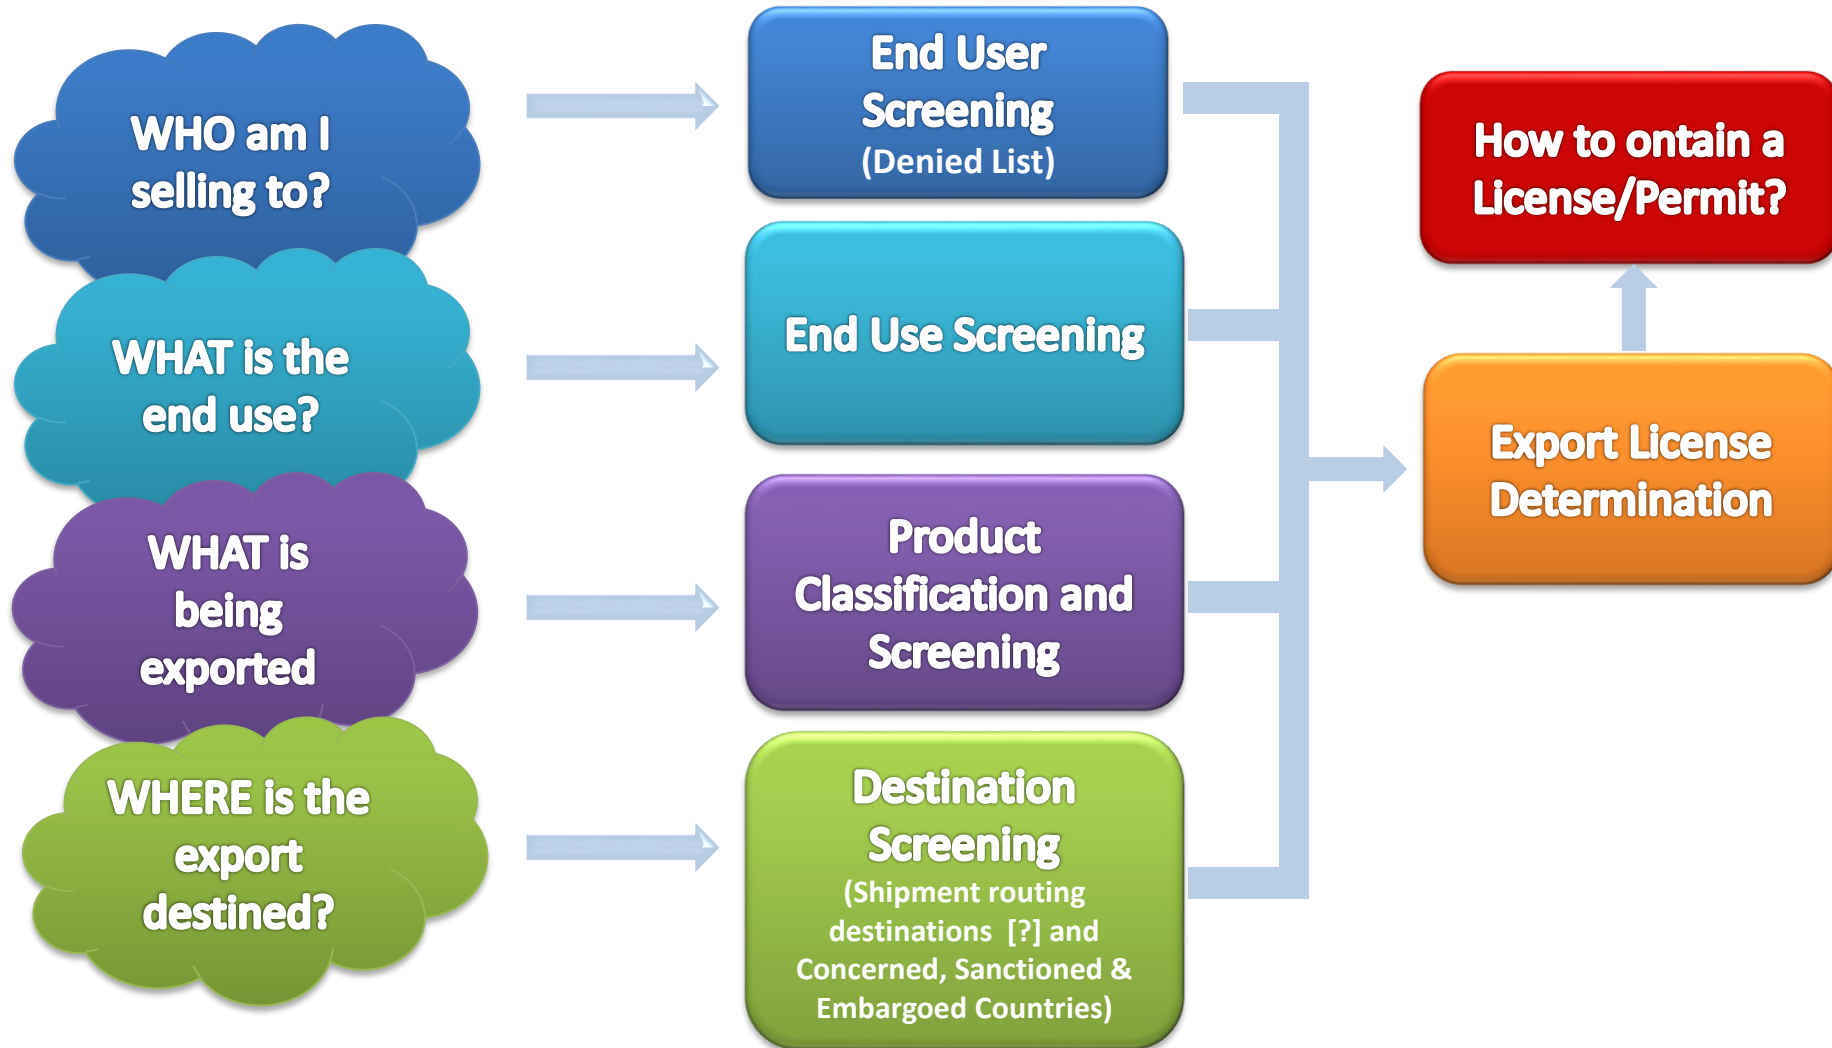 WHO am I
selling to?
End User
Screening
(Denied List)
How to ontain a
License/Permit?
WHAT is the
end use?
End Use Screening
Export License
Determination
WHAT is
being
exported
Product
Classification and
Screening
WHERE is the
export
destined?
Destination
Screening
(Shipment routing
destinations  [?] and
Concerned, Sanctioned &
Embargoed Countries)